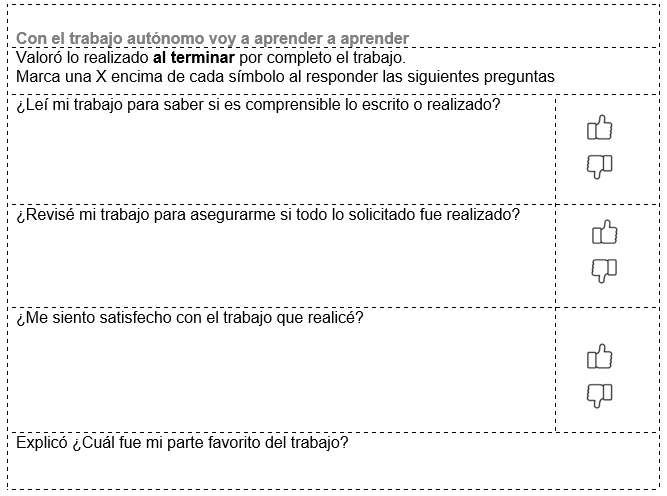 Con el trabajo autónomo voy a aprender a aprender
Valoró lo realizado al terminar por completo el trabajo.
Marca una X encima de cada símbolo al responder las siguientes preguntas
¿Leí mi trabajo para saber si es comprensible lo escrito o realizado?
¿Revisé mi trabajo para asegurarme si todo lo solicitado fue realizado?
¿Me siento satisfecho con el trabajo que realicé?
Explicó ¿Cuál fue mi parte favorito del trabajo?